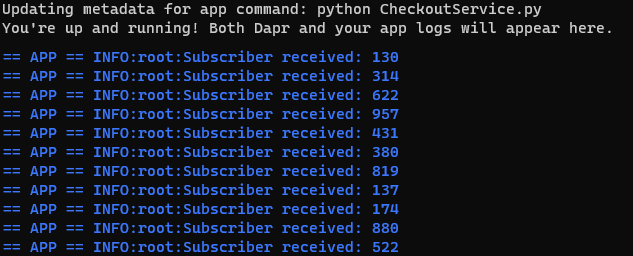 Updating metadata for app command: python CheckoutService.py
You're up and running! Both Dapr and your app logs will appear here.
== APP == INFO:root:Subscriber received: 130
== APP == INFO:root:Subscriber received: 314
== APP == INFO:root:Subscriber received: 622
== APP == INFO:root:Subscriber received: 957
== APP == INFO:root:Subscriber received: 431
== APP == INFO:root:Subscriber received: 380
== APP == INFO:root:Subscriber received: 819
== APP == INFO:root:Subscriber received: 137
== APP == INFO:root:Subscriber received: 174
== APP == INFO:root:Subscriber received: 880
== APP == INFO:root:Subscriber received: 522